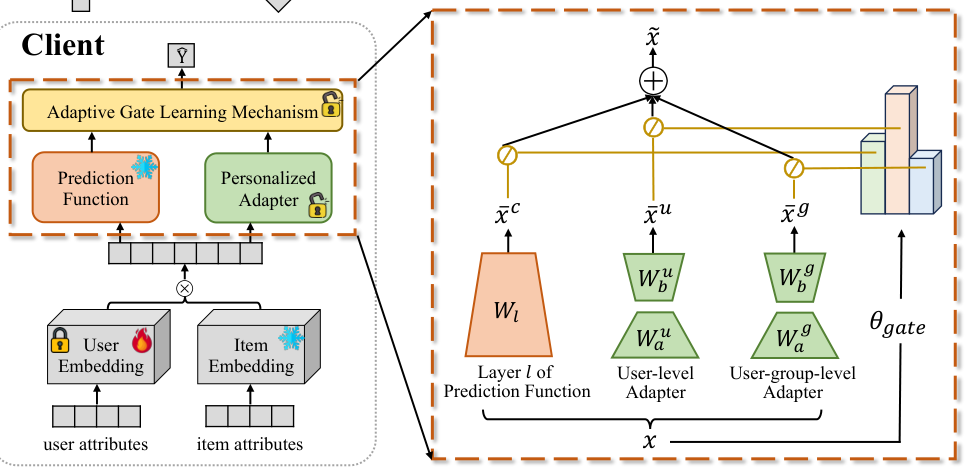 Client
Ŷ
Adaptive Gate Learning Mechanism
Prediction
Function
Personalized
Adapter
⊗
User
Embedding
Item
Embedding
user attributes
item attributes
x̃
+
x̄ᶜ
x̄ᵘ
x̄ᵍ
W_l
W_b^u
W_a^u
W_b^g
W_a^g
θ_gate
Layer l of
Prediction Function
User-level
Adapter
User-group-level
Adapter
x